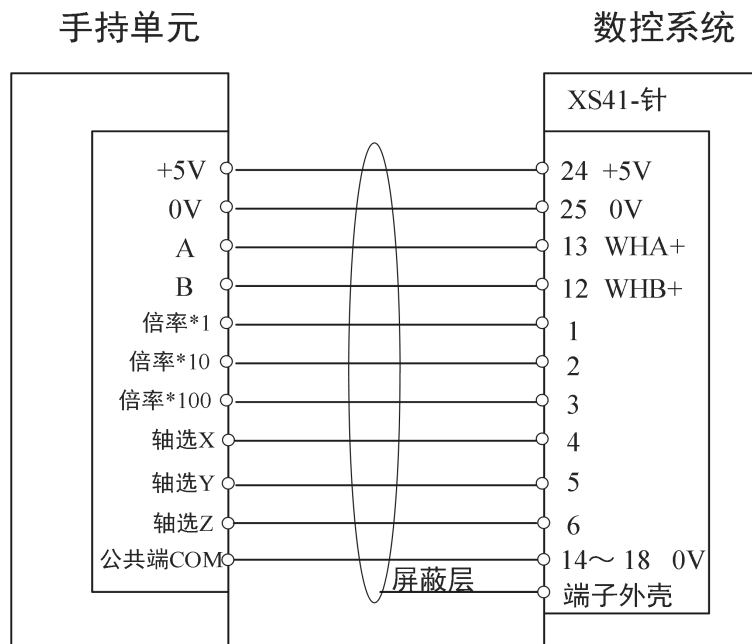 手持单元
数控系统
XS41-针
+5V 24 +5V
0V 25 0V
A 13 WHA+
B 12 WHB+
倍率*1 1
倍率*10 2
倍率*100 3
轴选X 4
轴选Y 5
轴选Z 6
公共端COM 14～18 0V
屏蔽层 端子外壳